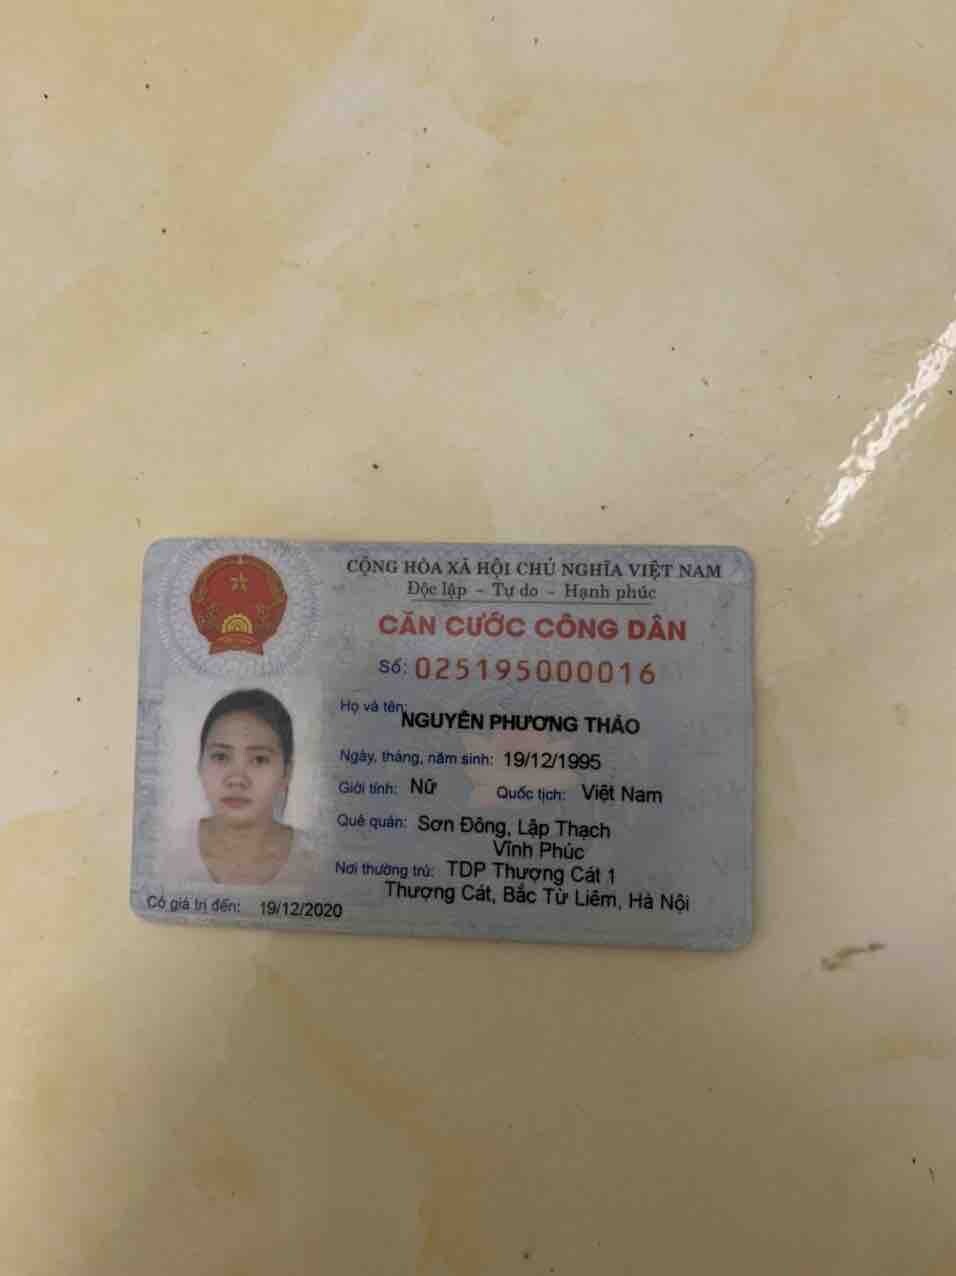 CỘNG HÒA XÃ HỘI CHỦ NGHĨA VIỆT NAM
Độc lập - Tự do - Hạnh phúc
CĂN CƯỚC CÔNG DÂN
Số: 025195000016
Họ và tên:
NGUYỄN PHƯƠNG THẢO
Ngày, tháng, năm sinh: 19/12/1995
Giới tính: Nữ Quốc tịch: Việt Nam
Quê quán: Sơn Đông, Lập Thạch
Vĩnh Phúc
Nơi thường trú: TDP Thượng Cát 1
Thượng Cát, Bắc Từ Liêm, Hà Nội
Có giá trị đến: 19/12/2020